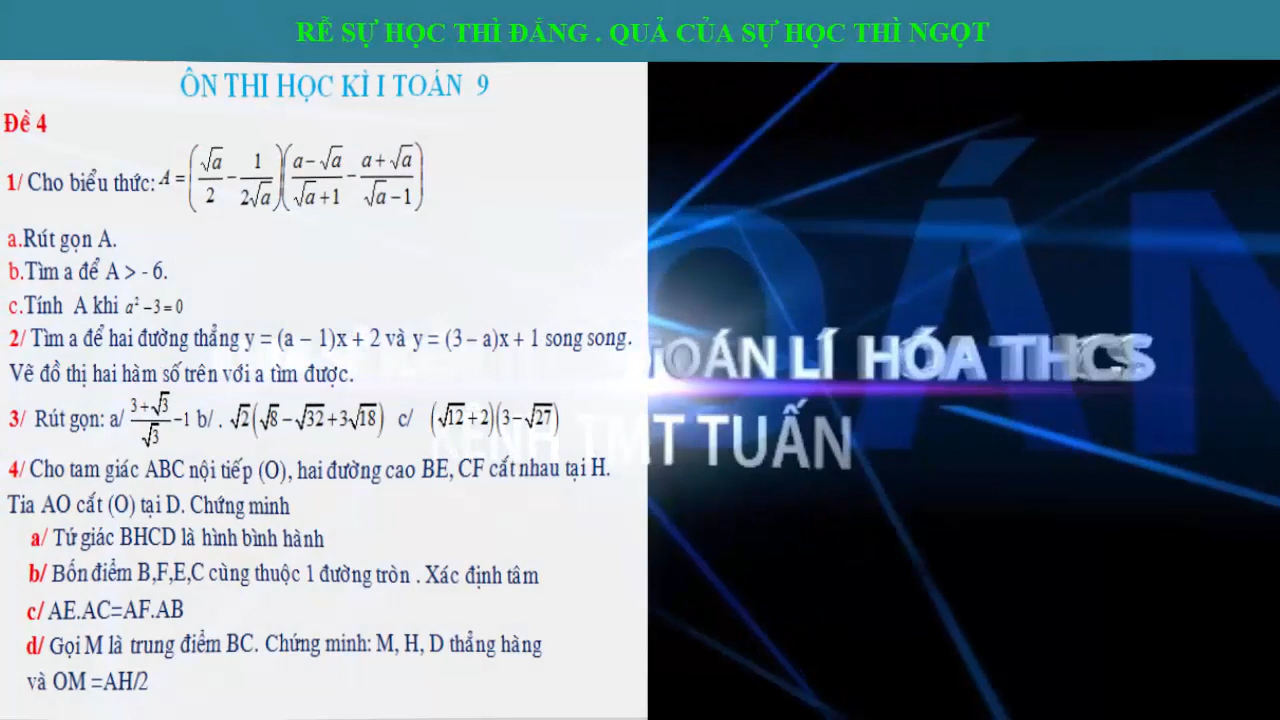 RỄ SỰ HỌC THÌ ĐẮNG . QUẢ CỦA SỰ HỌC THÌ NGỌT
ÔN THI HỌC KÌ I TOÁN 9
Đề 4
1/ Cho biểu thức: A = (√a/2 − 1/(2√a))((a − √a)/(√a + 1) − (a + √a)/(√a − 1))
a.Rút gọn A.
b.Tìm a để A > - 6.
c.Tính A khi a² − 3 = 0
2/ Tìm a để hai đường thẳng y = (a – 1)x + 2 và y = (3 – a)x + 1 song song.
Vẽ đồ thị hai hàm số trên với a tìm được.
3/ Rút gọn: a/ (3 + √3)/√3 − 1 b/ . √2(√8 − √32 + 3√18) c/ (√12 + 2)(3 − √27)
4/ Cho tam giác ABC nội tiếp (O), hai đường cao BE, CF cắt nhau tại H.
Tia AO cắt (O) tại D. Chứng minh
a/ Tứ giác BHCD là hình bình hành
b/ Bốn điểm B,F,E,C cùng thuộc 1 đường tròn . Xác định tâm
c/ AE.AC=AF.AB
d/ Gọi M là trung điểm BC. Chứng minh: M, H, D thẳng hàng
và OM =AH/2
TOÁN
TOÁN LÍ HÓA THCS
KÊNH TMT TUẤN